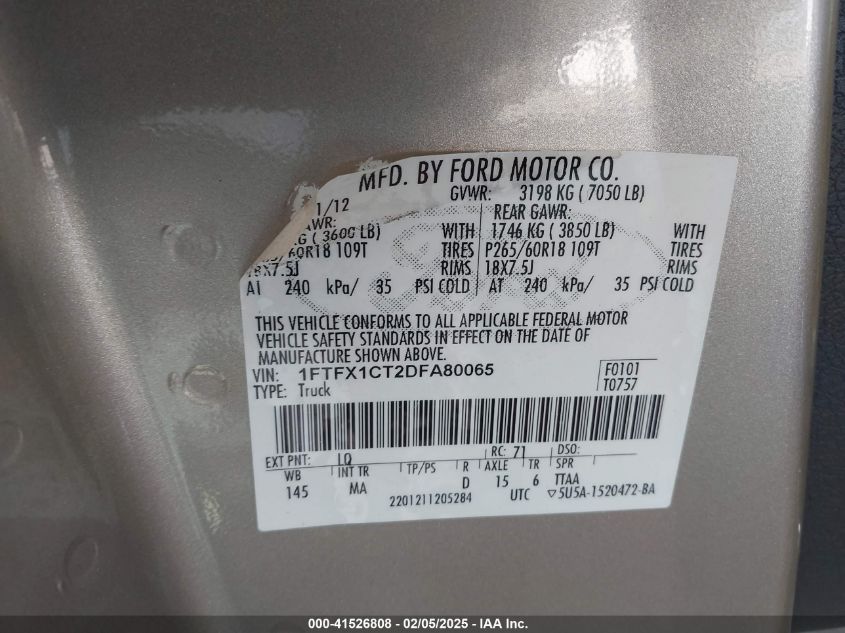 MFD. BY FORD MOTOR CO.
1/12 GVWR: 3198 KG ( 7050 LB)
AWR: REAR GAWR:
KG ( 3600 LB) WITH 1746 KG ( 3850 LB) WITH
/60R18 109T TIRES P265/60R18 109T TIRES
18X7.5J RIMS 18X7.5J RIMS
AT 240 kPa/ 35 PSI COLD AT 240 kPa/ 35 PSI COLD
THIS VEHICLE CONFORMS TO ALL APPLICABLE FEDERAL MOTOR
VEHICLE SAFETY STANDARDS IN EFFECT ON THE DATE OF
MANUFACTURE SHOWN ABOVE.
VIN: 1FTFX1CT2DFA80065 F0101
TYPE: Truck T0757
EXT PNT: LQ RC: 71 DSO:
WB INT TR TP/PS R AXLE TR SPR
145 MA D 15 6 TTAA
2201211205284 UTC ▽5U5A-1520472-BA
000-41526808 - 02/05/2025 - IAA Inc.